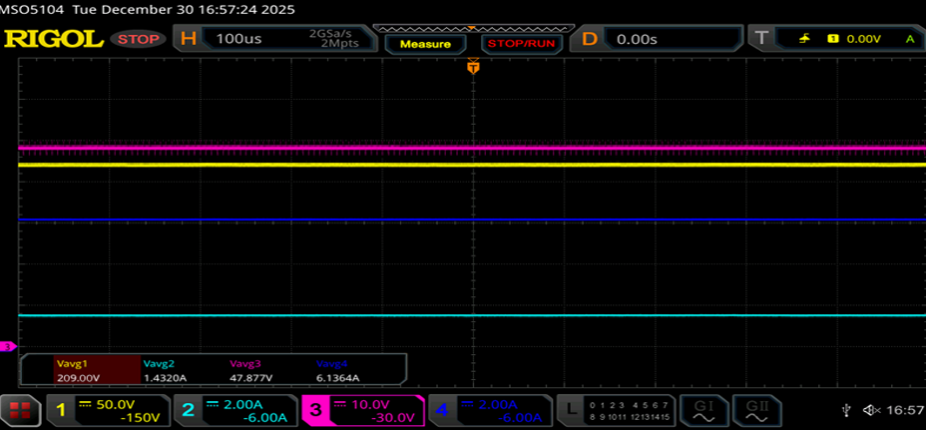 MSO5104 Tue December 30 16:57:24 2025
RIGOL STOP H 100us 2GSa/s 2Mpts Measure STOP/RUN D 0.00s T 1 0.00V A
T
3
Vavg1 Vavg2 Vavg3 Vavg4
209.00V 1.4320A 47.877V 6.1364A
1 50.0V -150V 2 2.00A -6.00A 3 10.0V -30.0V 4 2.00A -6.00A L 0 1 2 3 4 5 6 7 8 9 10 11 12 13 14 15 GI GII 16:57